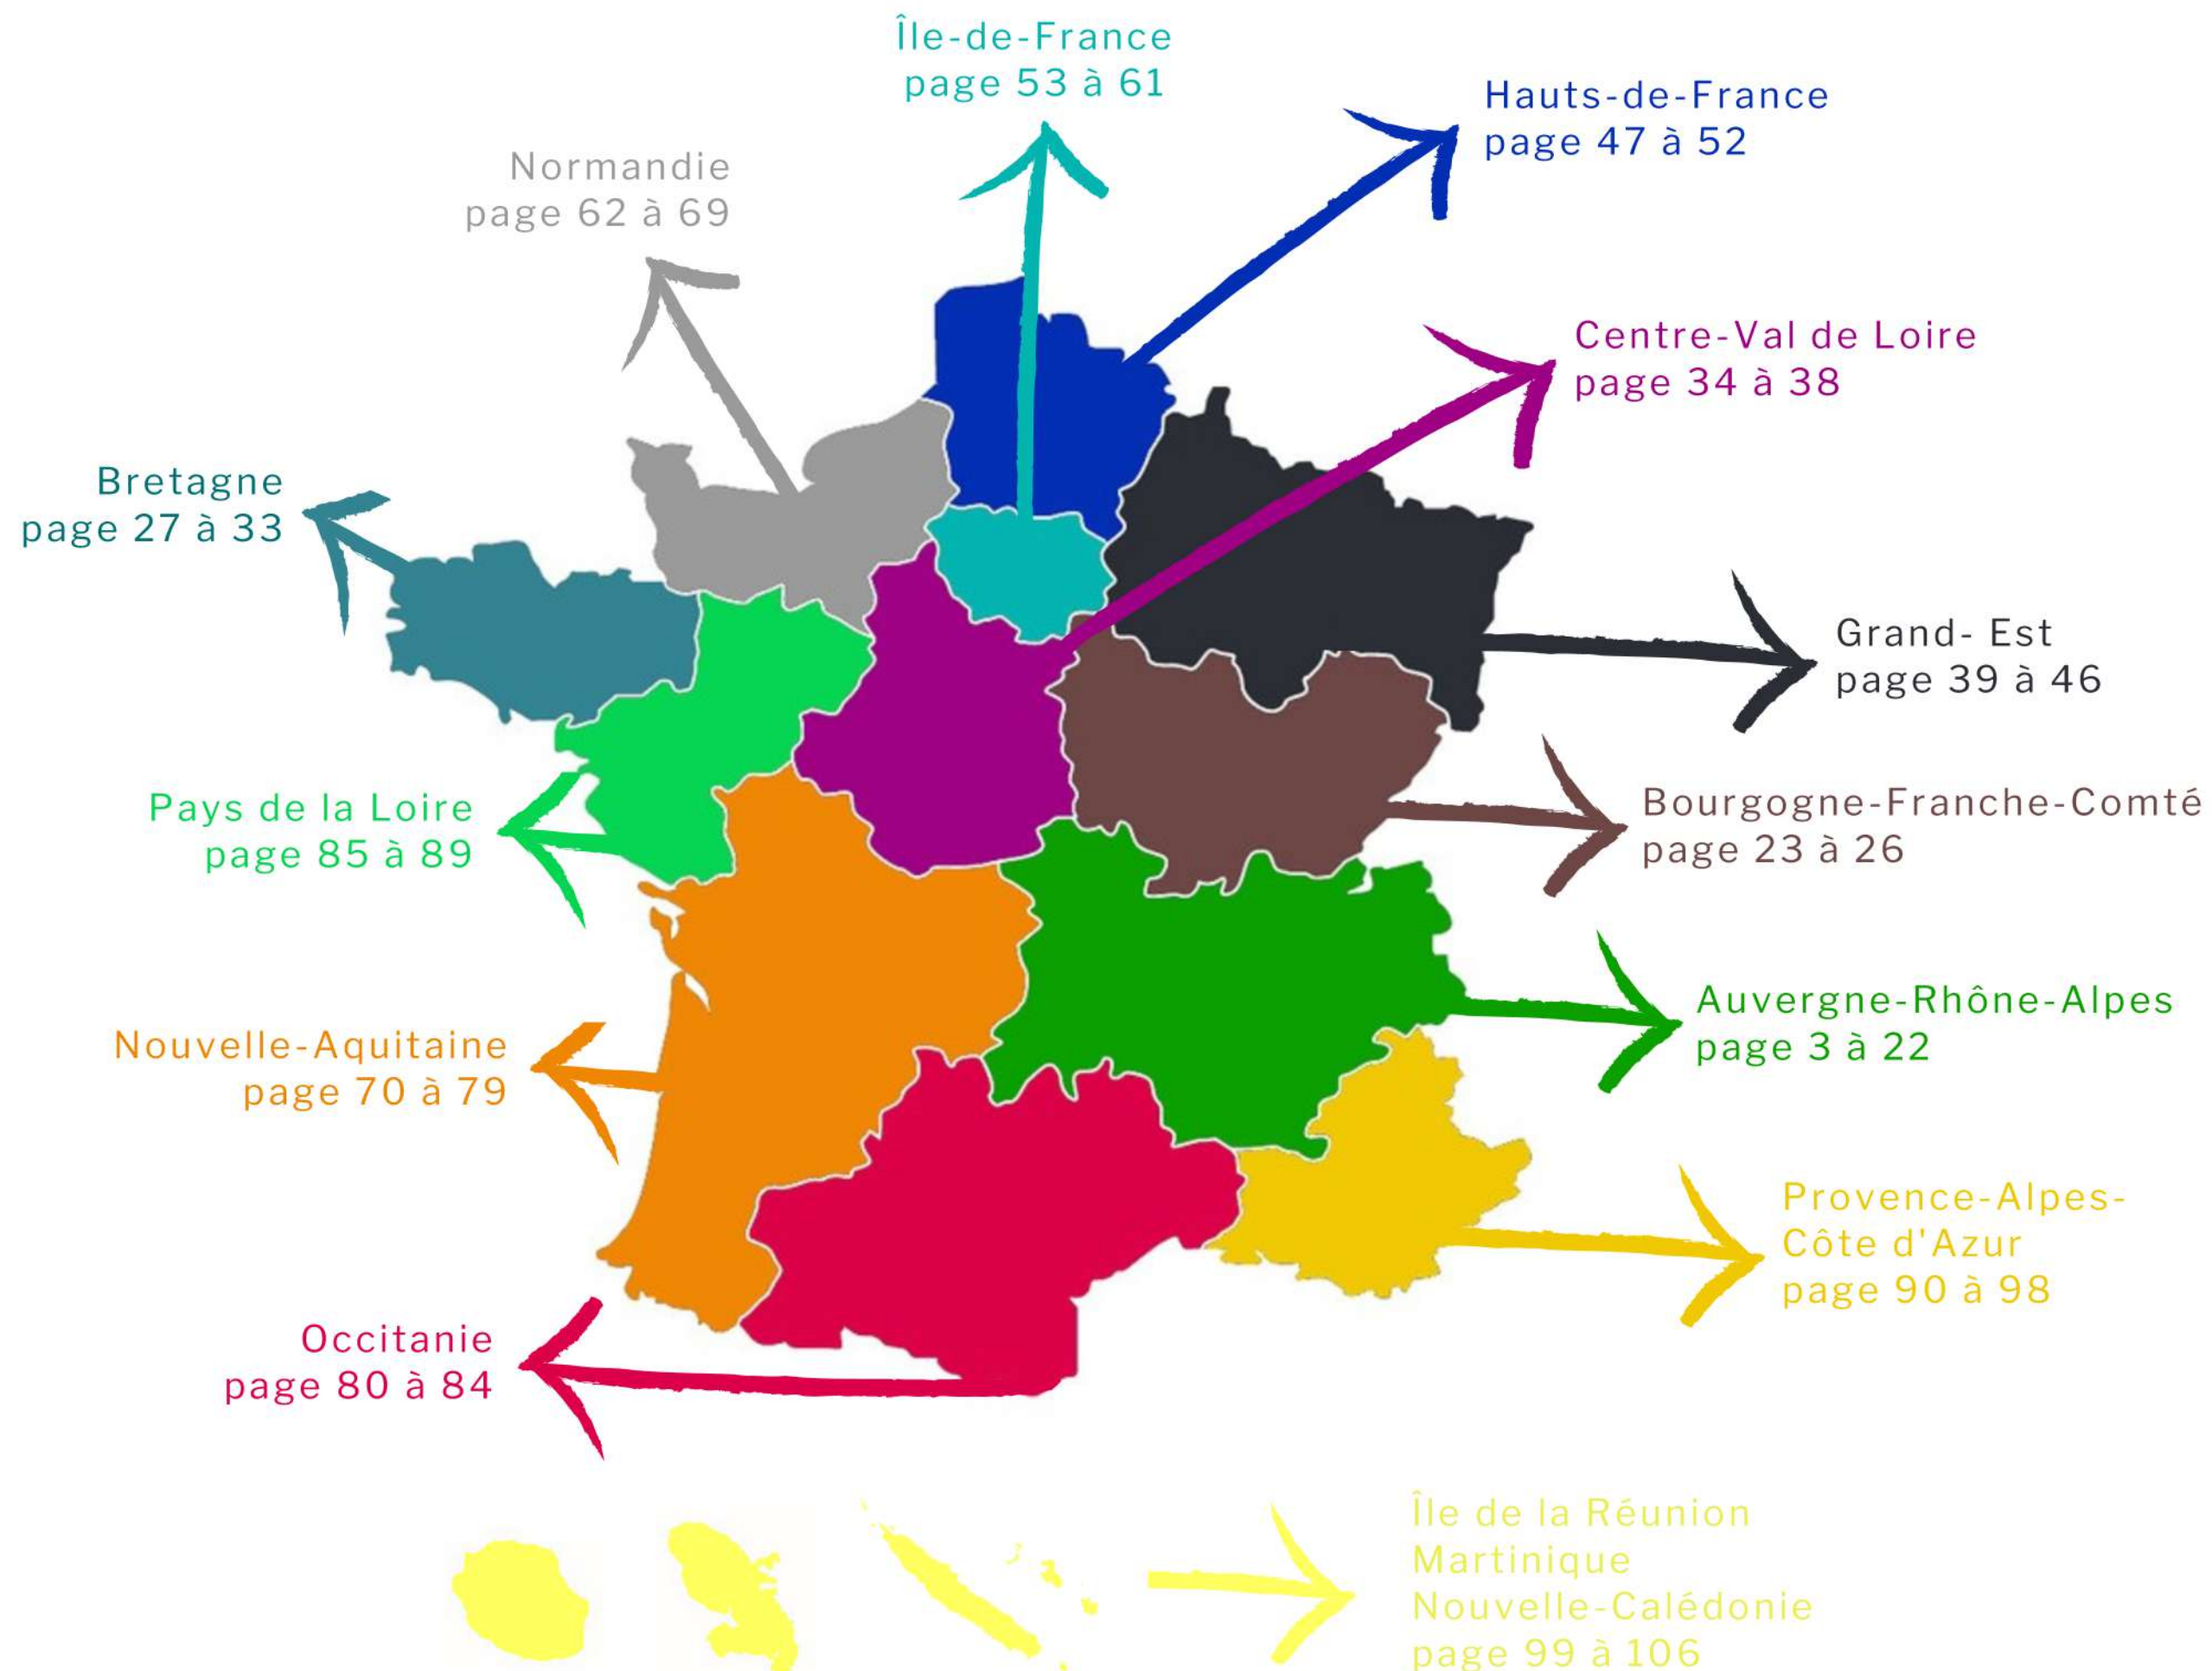 Île-de-France
page 53 à 61
Hauts-de-France
page 47 à 52
Normandie
page 62 à 69
Centre-Val de Loire
page 34 à 38
Bretagne
page 27 à 33
Grand- Est
page 39 à 46
Pays de la Loire
page 85 à 89
Bourgogne-Franche-Comté
page 23 à 26
Auvergne-Rhône-Alpes
page 3 à 22
Nouvelle-Aquitaine
page 70 à 79
Provence-Alpes-
Côte d'Azur
page 90 à 98
Occitanie
page 80 à 84
Île de la Réunion
Martinique
Nouvelle-Calédonie
page 99 à 106